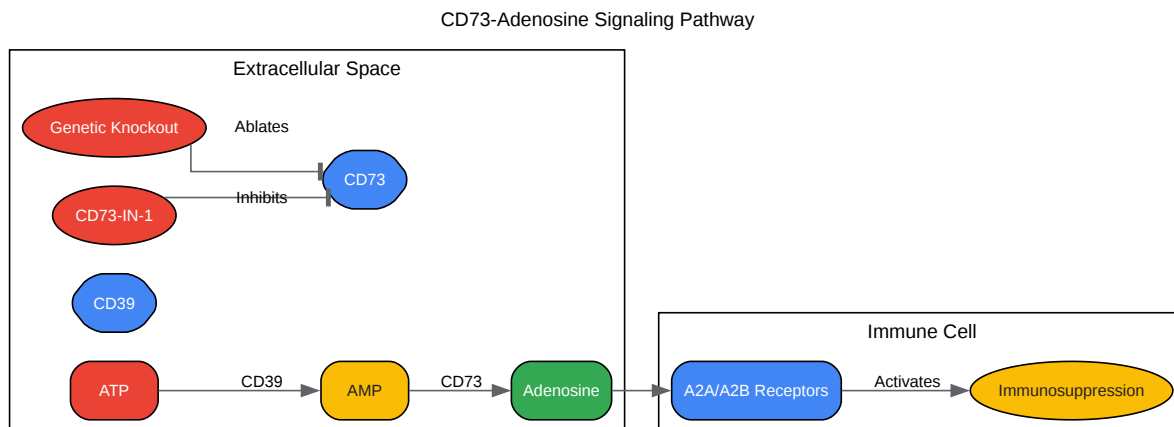 CD73-Adenosine Signaling Pathway
Extracellular Space
Genetic Knockout
Ablates
CD73
CD73-IN-1
Inhibits
CD39
Immune Cell
ATP
CD39
AMP
CD73
Adenosine
A2A/A2B Receptors
Activates
Immunosuppression